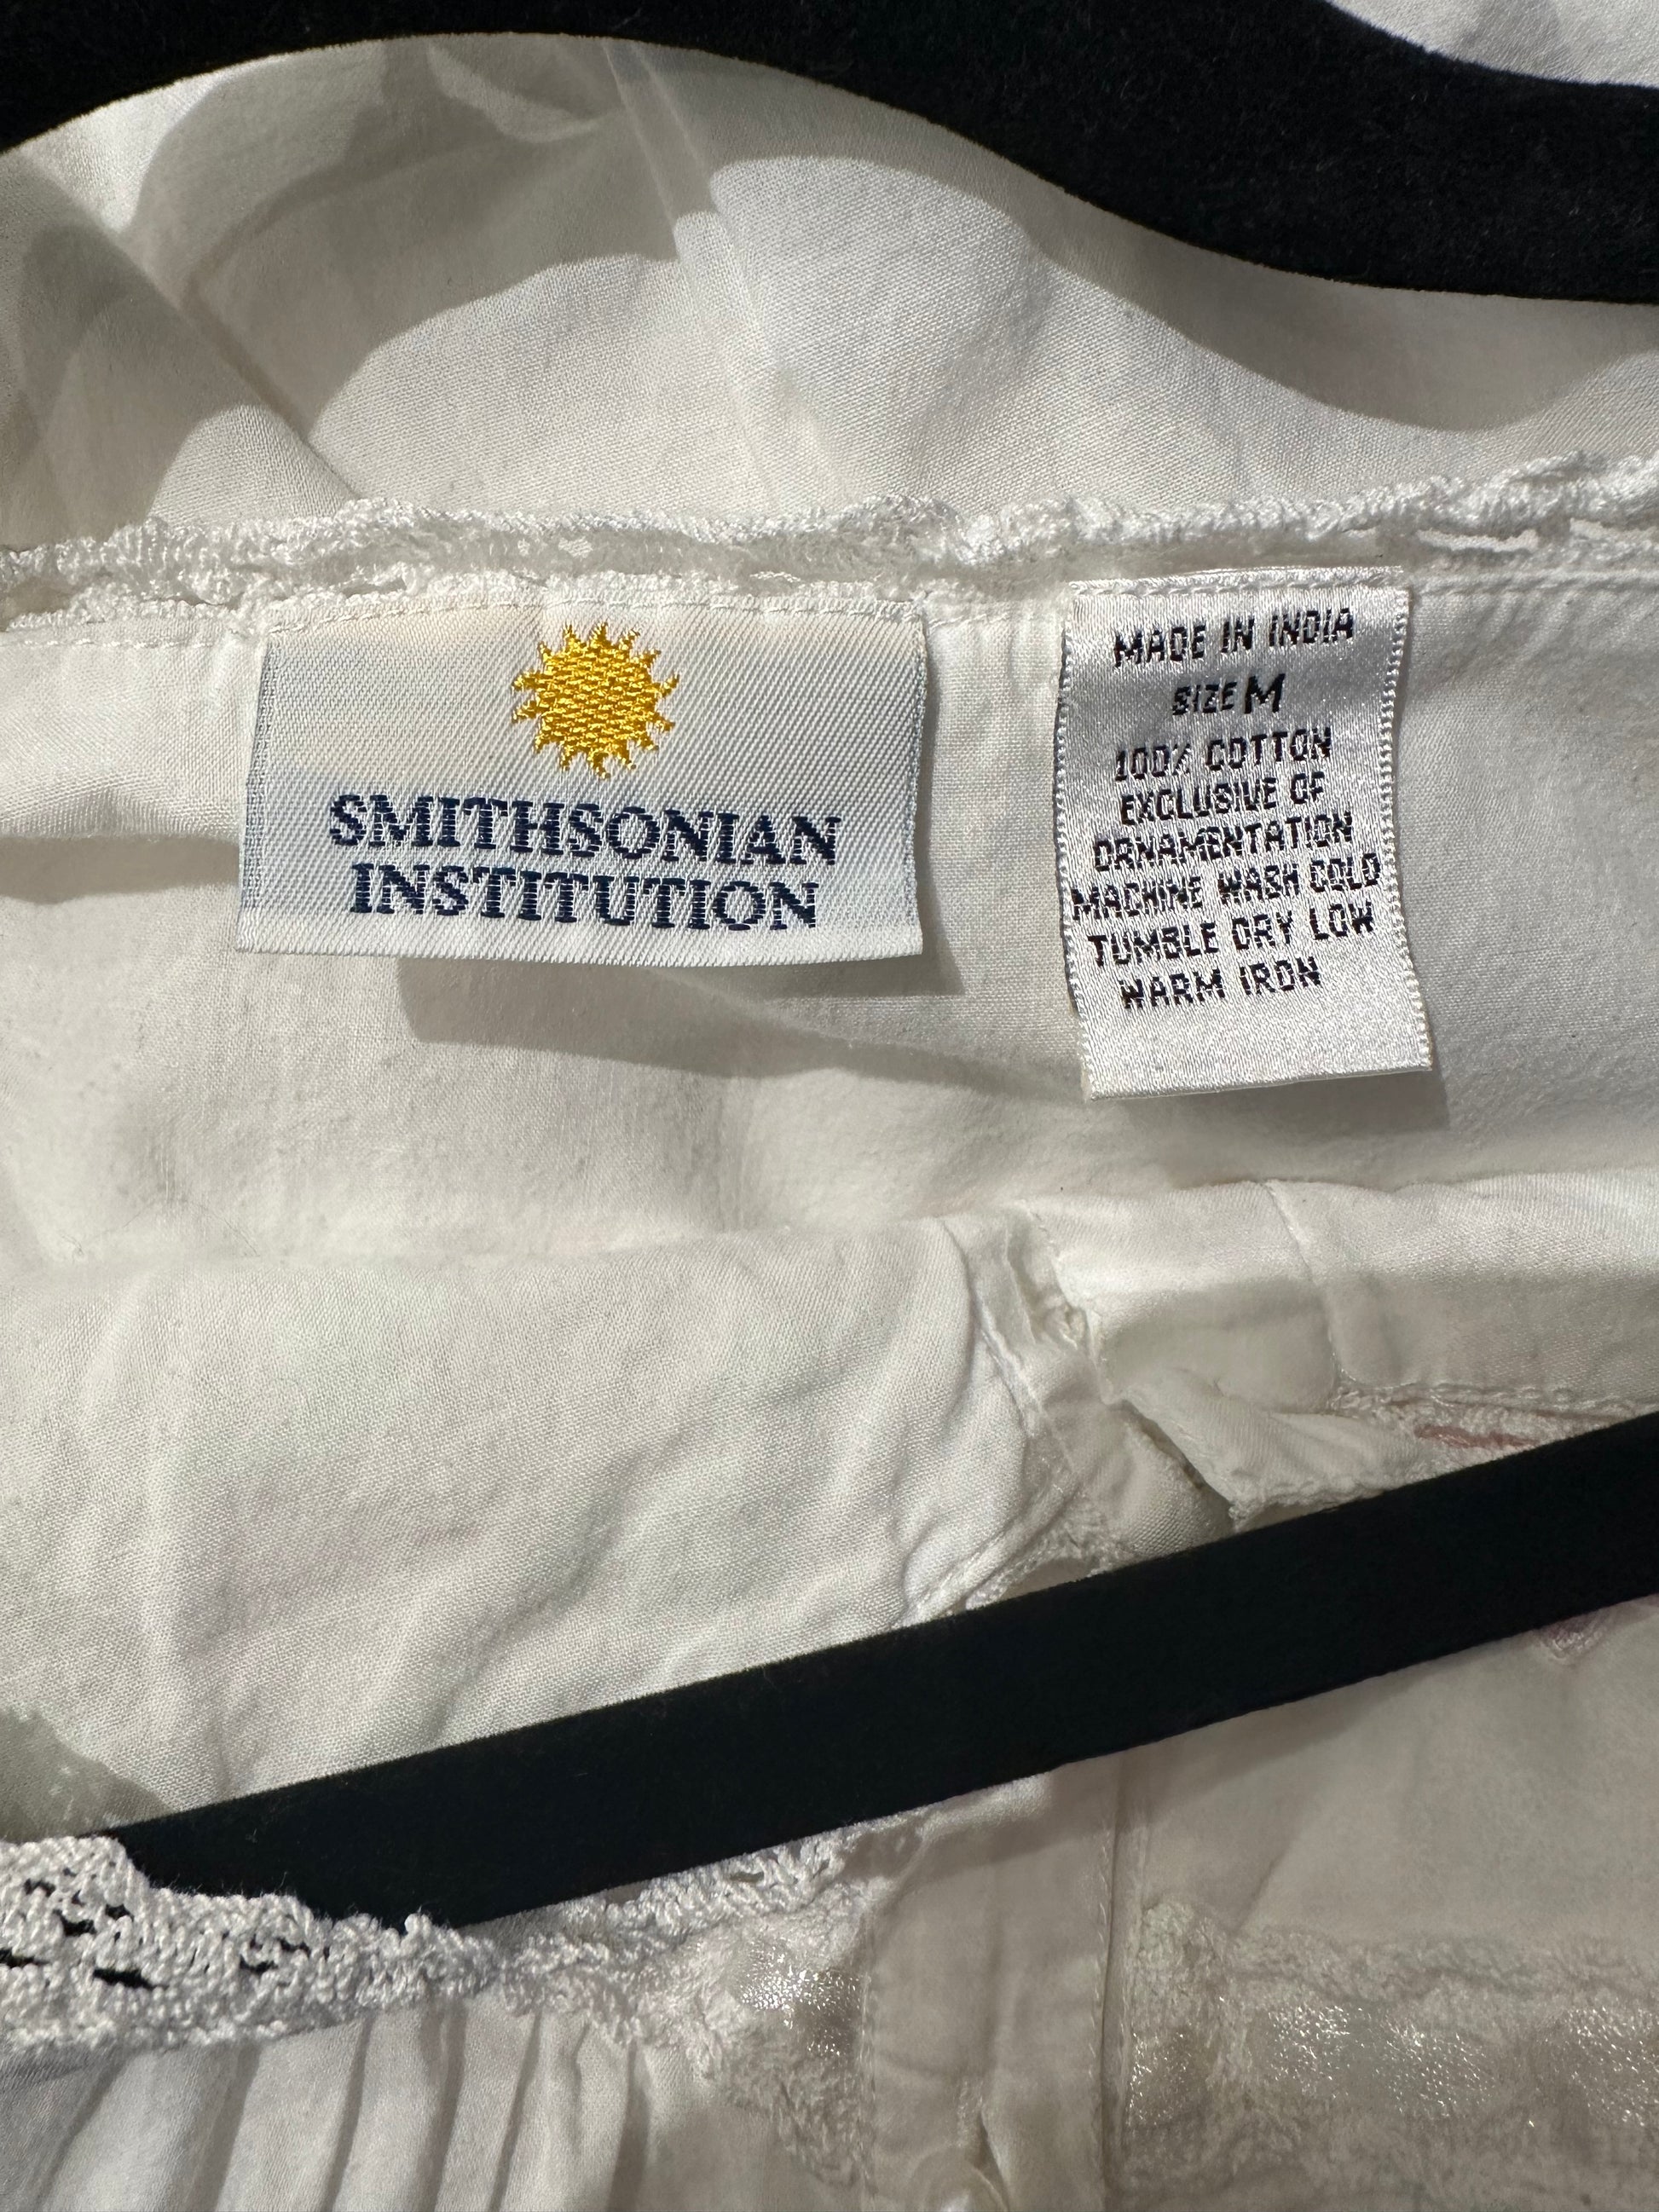 SMITHSONIAN
INSTITUTION
MADE IN INDIA
SIZE M
100% COTTON
EXCLUSIVE OF
ORNAMENTATION
MACHINE WASH COLD
TUMBLE DRY LOW
WARM IRON